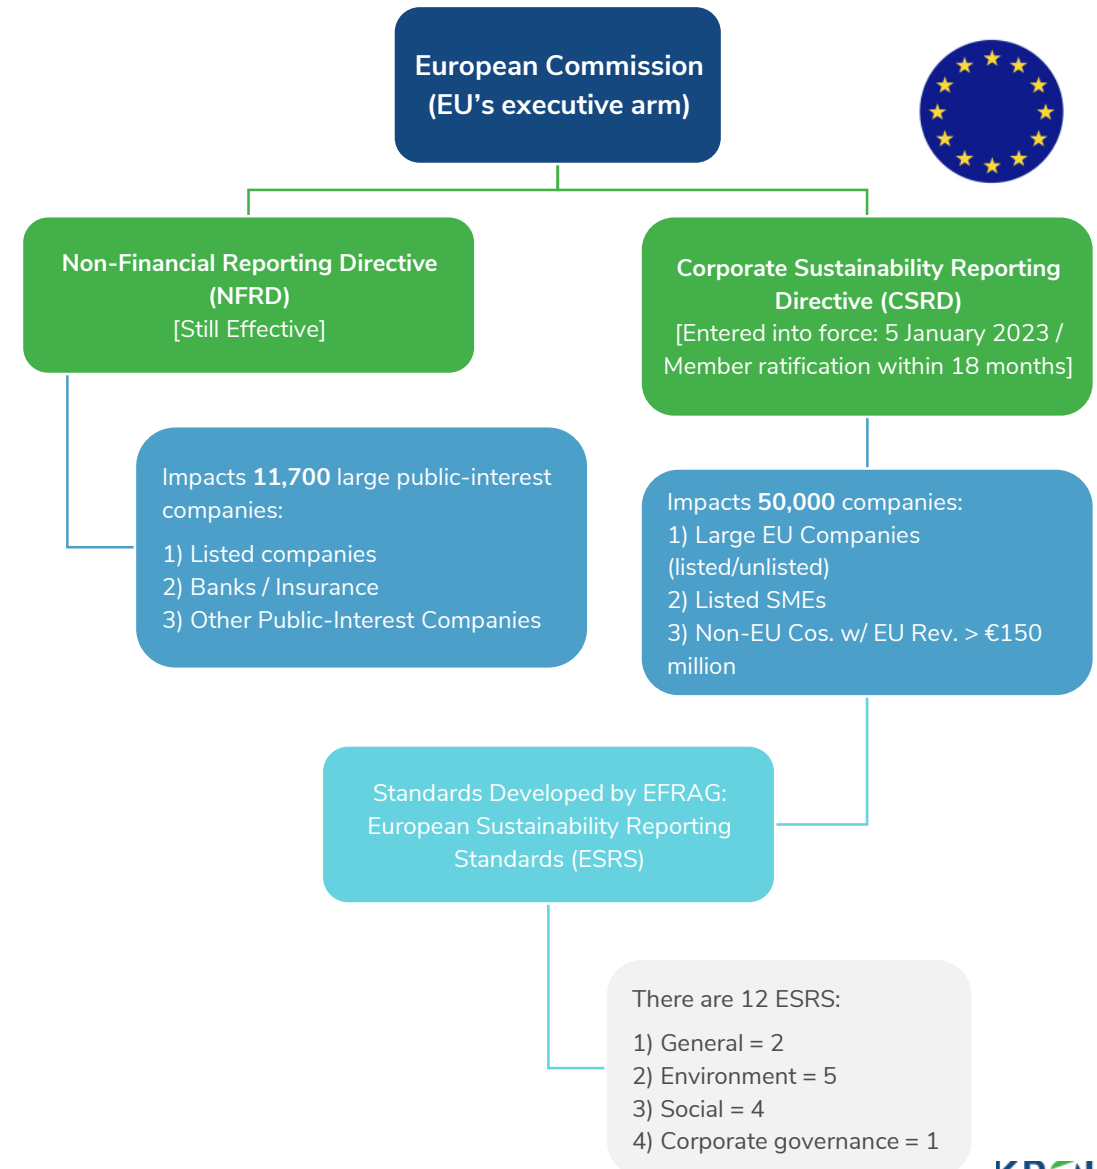 European Commission
(EU’s executive arm)
Non-Financial Reporting Directive
(NFRD)
[Still Effective]
Corporate Sustainability Reporting
Directive (CSRD)
[Entered into force: 5 January 2023 /
Member ratification within 18 months]
Impacts 11,700 large public-interest
companies:
1) Listed companies
2) Banks / Insurance
3) Other Public-Interest Companies
Impacts 50,000 companies:
1) Large EU Companies
(listed/unlisted)
2) Listed SMEs
3) Non-EU Cos. w/ EU Rev. > €150
million
Standards Developed by EFRAG:
European Sustainability Reporting
Standards (ESRS)
There are 12 ESRS:
1) General = 2
2) Environment = 5
3) Social = 4
4) Corporate governance = 1